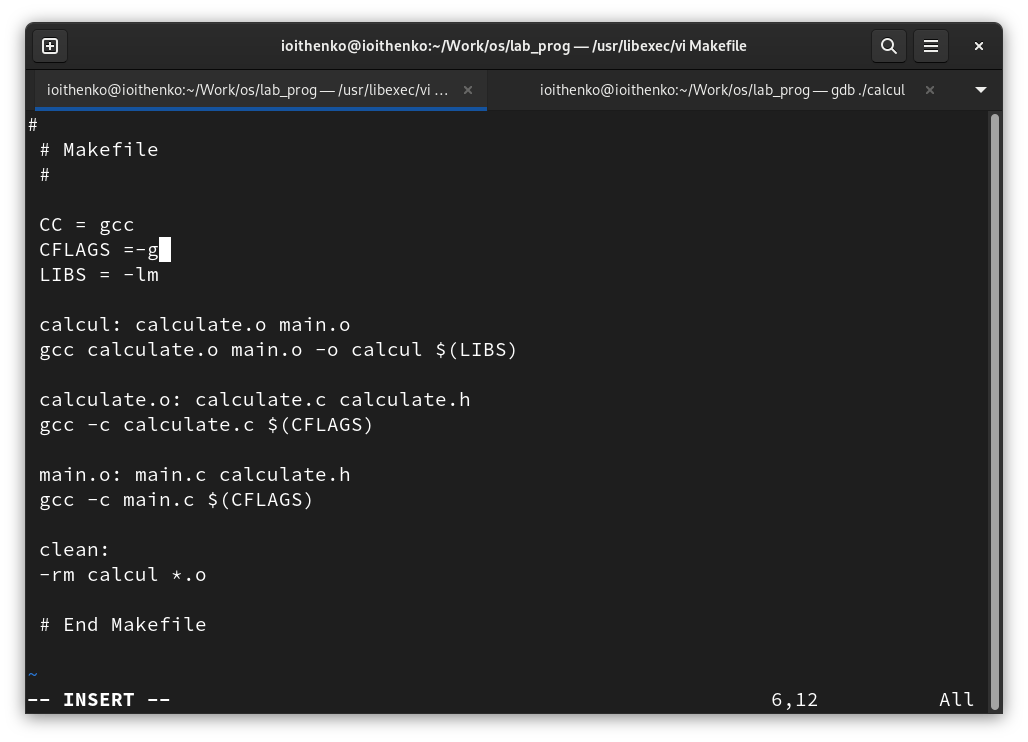 ioithenko@ioithenko:~/Work/os/lab_prog — /usr/libexec/vi Makefile
ioithenko@ioithenko:~/Work/os/lab_prog — /usr/libexec/vi …
ioithenko@ioithenko:~/Work/os/lab_prog — gdb ./calcul
#
# Makefile
#
CC = gcc
CFLAGS =-g
LIBS = -lm
calcul: calculate.o main.o
gcc calculate.o main.o -o calcul $(LIBS)
calculate.o: calculate.c calculate.h
gcc -c calculate.c $(CFLAGS)
main.o: main.c calculate.h
gcc -c main.c $(CFLAGS)
clean:
-rm calcul *.o
# End Makefile
~
-- INSERT -- 6,12 All